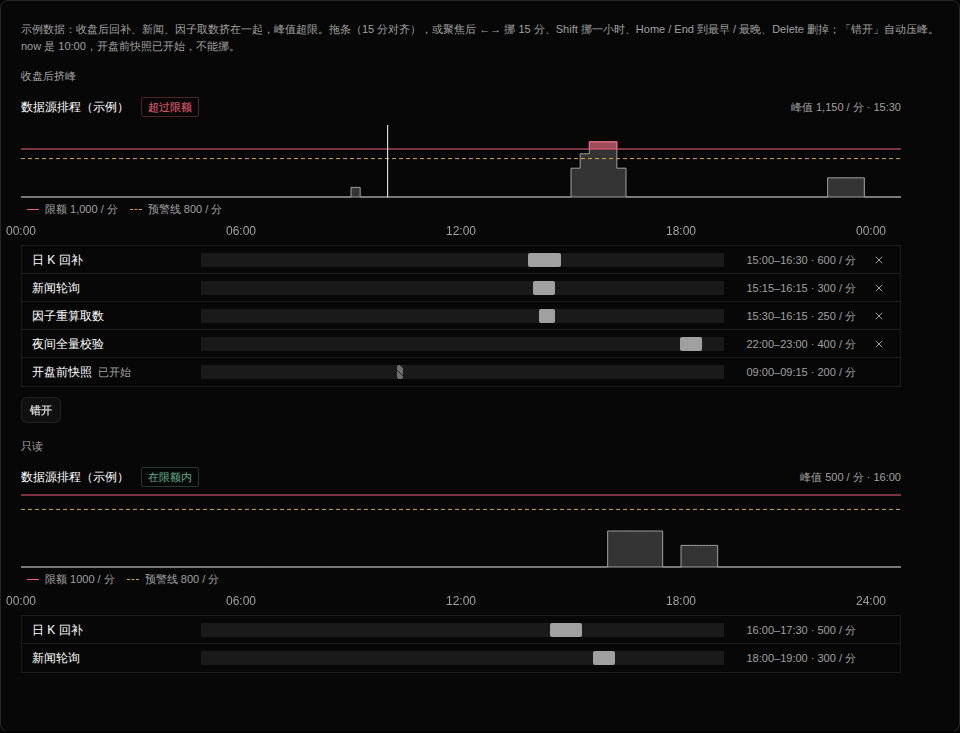 示例数据：收盘后回补、新闻、因子取数挤在一起，峰值超限。拖条（15 分对齐），或聚焦后 ←→ 挪 15 分、Shift 挪一小时、Home / End 到最早 / 最晚、Delete 删掉；「错开」自动压峰。
now 是 10:00，开盘前快照已开始，不能挪。
收盘后挤峰
数据源排程（示例） 超过限额 峰值 1,150 / 分 · 15:30
限额 1,000 / 分 预警线 800 / 分
00:00 06:00 12:00 18:00 00:00
日 K 回补 15:00–16:30 · 600 / 分 ×
新闻轮询 15:15–16:15 · 300 / 分 ×
因子重算取数 15:30–16:15 · 250 / 分 ×
夜间全量校验 22:00–23:00 · 400 / 分 ×
开盘前快照 已开始 09:00–09:15 · 200 / 分
错开
只读
数据源排程（示例） 在限额内 峰值 500 / 分 · 16:00
限额 1000 / 分 预警线 800 / 分
00:00 06:00 12:00 18:00 24:00
日 K 回补 16:00–17:30 · 500 / 分
新闻轮询 18:00–19:00 · 300 / 分